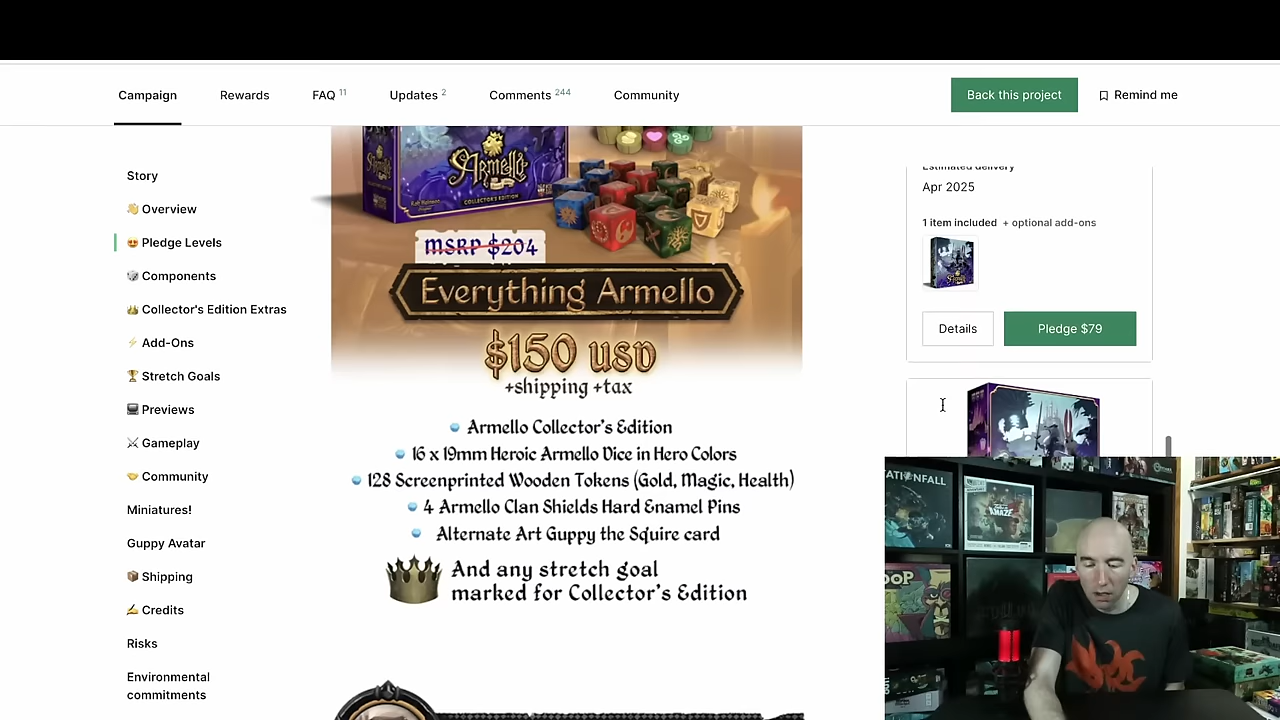 Campaign
Rewards
FAQ 11
Updates 2
Comments 244
Community
Back this project
Remind me
Story
👋 Overview
😍 Pledge Levels
🎲 Components
👑 Collector's Edition Extras
⚡ Add-Ons
🏆 Stretch Goals
🖥 Previews
⚔ Gameplay
🤝 Community
Miniatures!
Guppy Avatar
📦 Shipping
✍ Credits
Risks
Environmental
commitments
Armello
COLLECTOR'S EDITION
MSRP $204
Everything Armello
$150 USD
+shipping +tax
Armello Collector's Edition
16 x 19mm Heroic Armello Dice in Hero Colors
128 Screenprinted Wooden Tokens (Gold, Magic, Health)
4 Armello Clan Shields Hard Enamel Pins
Alternate Art Guppy the Squire card
And any stretch goal
marked for Collector's Edition
Estimated delivery
Apr 2025
1 item included + optional add-ons
Details
Pledge $79